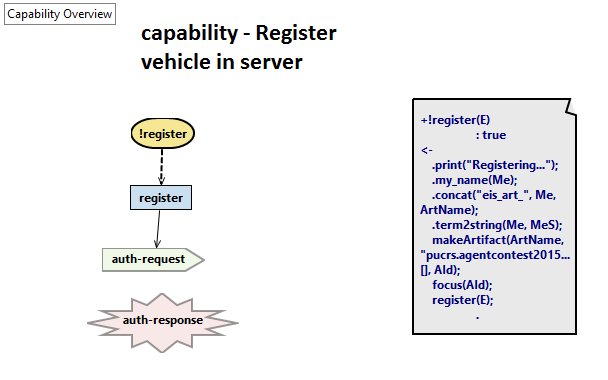 Capability Overview
capability - Register
vehicle in server
!register
register
auth-request
auth-response
+!register(E)
: true
<-
.print("Registering...");
.my_name(Me);
.concat("eis_art_", Me,
ArtName);
.term2string(Me, MeS);
makeArtifact(ArtName,
"pucrs.agentcontest2015...
[], AId);
focus(AId);
register(E);
.